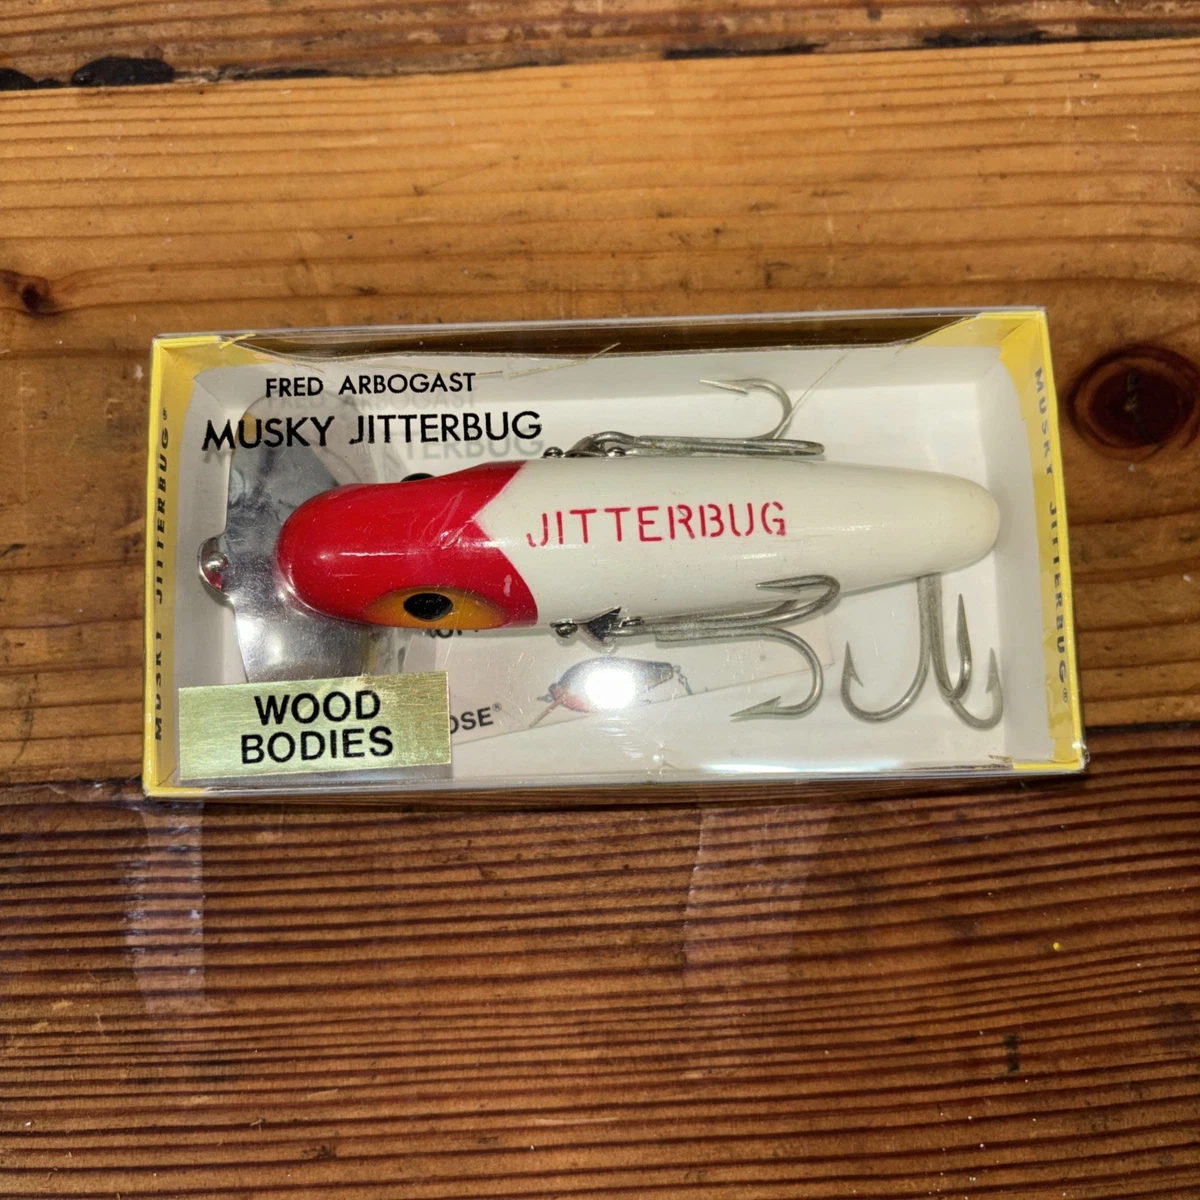 FRED ARBOGAST
MUSKY JITTERBUG
JITTERBUG
WOOD
BODIES
MUSKY JITTERBUG®
MUSKY JITTERBUG®